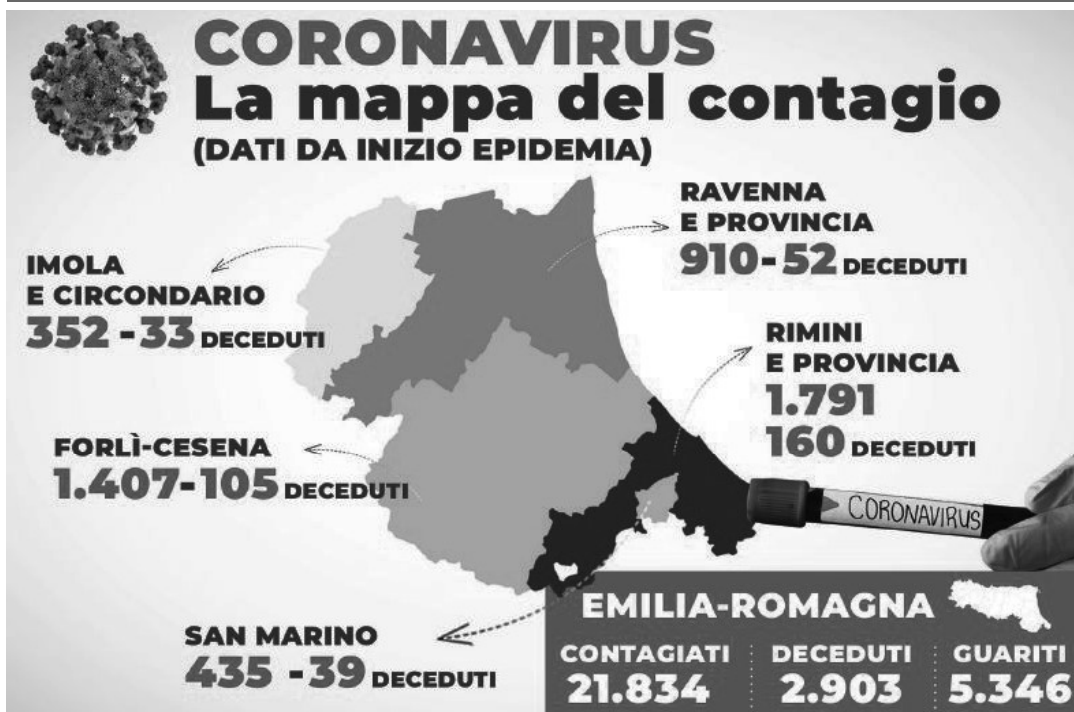 CORONAVIRUS
La mappa del contagio
(DATI DA INIZIO EPIDEMIA)
RAVENNA
E PROVINCIA
910-52 DECEDUTI
IMOLA
E CIRCONDARIO
352-33 DECEDUTI
RIMINI
E PROVINCIA
1.791
160 DECEDUTI
FORLÌ-CESENA
1.407-105 DECEDUTI
CORONAVIRUS
SAN MARINO
435-39 DECEDUTI
EMILIA-ROMAGNA
CONTAGIATI DECEDUTI GUARITI
21.834 2.903 5.346